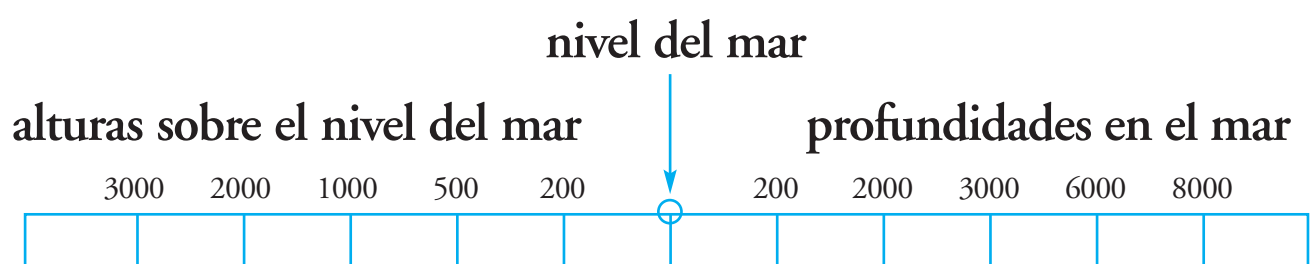 nivel del mar
alturas sobre el nivel del mar
profundidades en el mar
3000 2000 1000 500 200 200 2000 3000 6000 8000